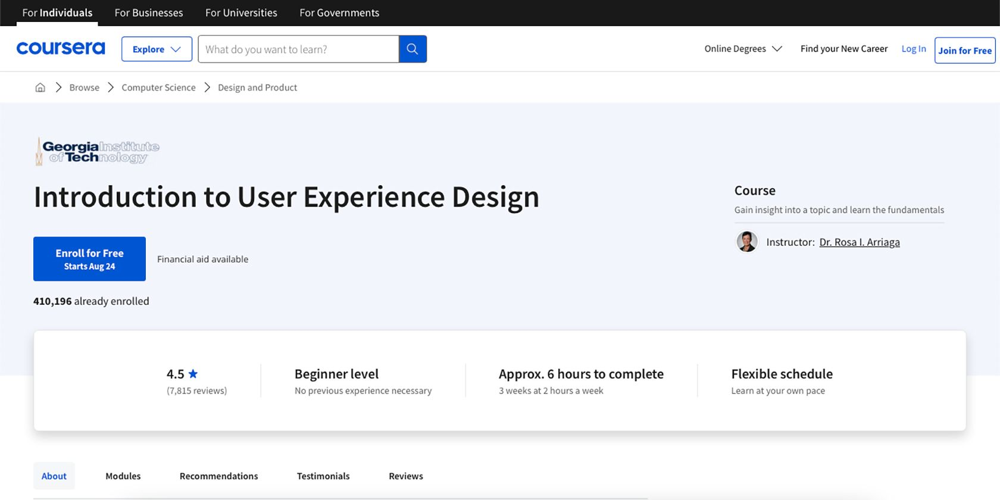 For Individuals For Businesses For Universities For Governments
coursera Explore What do you want to learn? Online Degrees Find your New Career Log In Join for Free
Browse Computer Science Design and Product
Georgia Institute
of Technology
Introduction to User Experience Design
Course
Gain insight into a topic and learn the fundamentals
Instructor: Dr. Rosa I. Arriaga
Enroll for Free
Starts Aug 24
Financial aid available
410,196 already enrolled
4.5
(7,815 reviews)
Beginner level
No previous experience necessary
Approx. 6 hours to complete
3 weeks at 2 hours a week
Flexible schedule
Learn at your own pace
About Modules Recommendations Testimonials Reviews